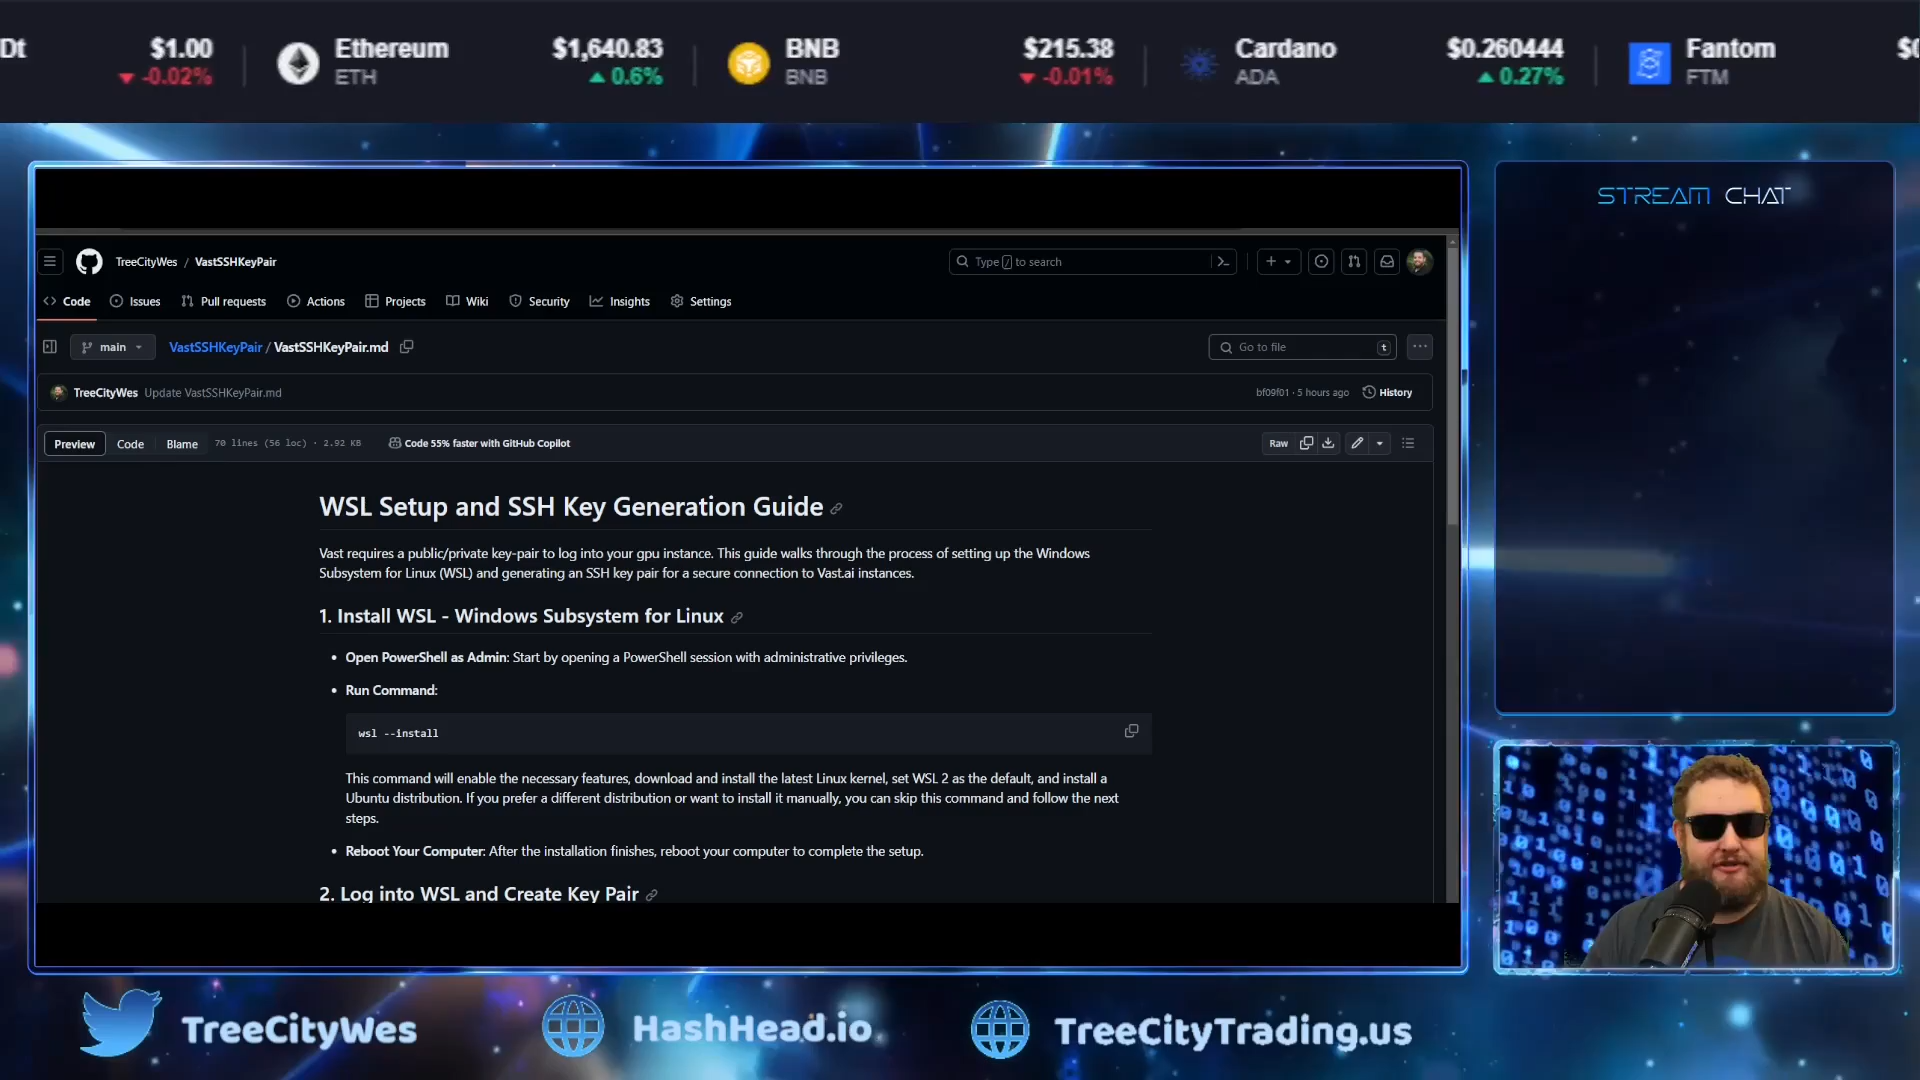 Dt $1.00 Ethereum $1,640.83 BNB $215.38 Cardano $0.260444 Fantom
-0.02% ETH 0.6% BNB -0.01% ADA 0.27% FTM
STREAM CHAT
TreeCityWes / VastSSHKeyPair Type / to search
Code Issues Pull requests Actions Projects Wiki Security Insights Settings
main VastSSHKeyPair / VastSSHKeyPair.md Go to file t
TreeCityWes Update VastSSHKeyPair.md bf09f01 · 5 hours ago History
Preview Code Blame 70 lines (56 loc) · 2.92 KB Code 55% faster with GitHub Copilot Raw
WSL Setup and SSH Key Generation Guide
Vast requires a public/private key-pair to log into your gpu instance. This guide walks through the process of setting up the Windows
Subsystem for Linux (WSL) and generating an SSH key pair for a secure connection to Vast.ai instances.
1. Install WSL - Windows Subsystem for Linux
• Open PowerShell as Admin: Start by opening a PowerShell session with administrative privileges.
• Run Command:
wsl --install
This command will enable the necessary features, download and install the latest Linux kernel, set WSL 2 as the default, and install a
Ubuntu distribution. If you prefer a different distribution or want to install it manually, you can skip this command and follow the next
steps.
• Reboot Your Computer: After the installation finishes, reboot your computer to complete the setup.
2. Log into WSL and Create Key Pair
TreeCityWes HashHead.io TreeCityTrading.us